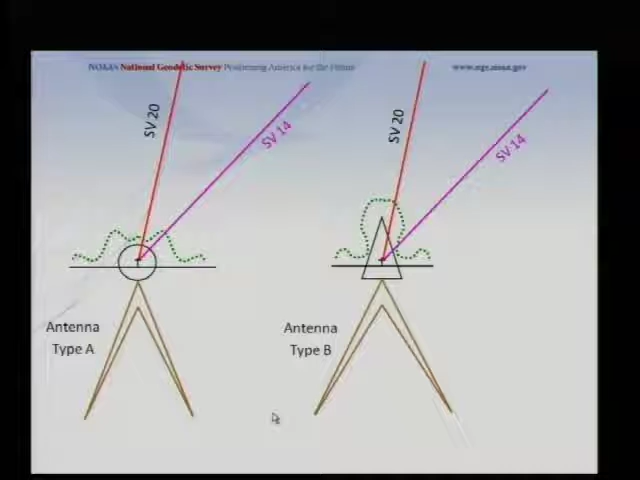 NOAA's National Geodetic Survey Positioning America for the Future
www.ngs.noaa.gov
SV 20
SV 14
SV 20
SV 14
Antenna
Type A
Antenna
Type B